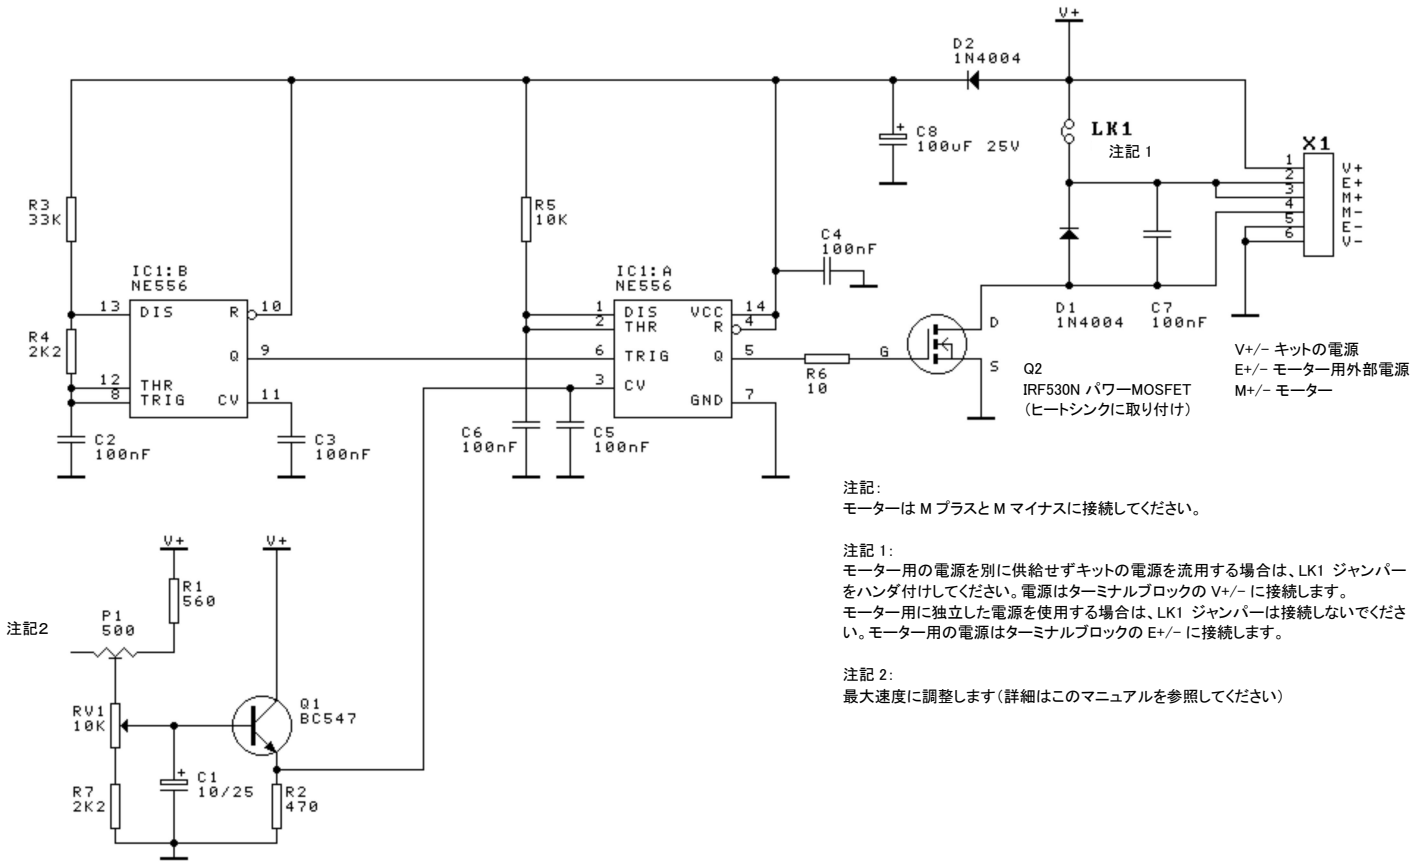 V+
D2
1N4004
C8
100uF 25V
LK1
注記 1
X1
1 V+
2 E+
3 M+
4 M-
5 E-
6 V-
R3
33K
R5
10K
C4
100nF
IC1:B
NE556
IC1:A
NE556
13 DIS R 10
R4
2K2
Q 9
12 THR
8 TRIG CV 11
1 DIS VCC 14
2 THR R 4
6 TRIG Q 5
3 CV
GND 7
R6
10
G
D
S
D1
1N4004
C7
100nF
Q2
IRF530N パワーMOSFET
（ヒートシンクに取り付け）
V+/- キットの電源
E+/- モーター用外部電源
M+/- モーター
C2
100nF
C3
100nF
C6
100nF
C5
100nF
注記：
モーターは M プラスと M マイナスに接続してください。
注記 1：
モーター用の電源を別に供給せずキットの電源を流用する場合は、LK1 ジャンパー
をハンダ付けしてください。電源はターミナルブロックの V+/- に接続します。
モーター用に独立した電源を使用する場合は、LK1 ジャンパーは接続しないでくださ
い。モーター用の電源はターミナルブロックの E+/- に接続します。
注記 2：
最大速度に調整します（詳細はこのマニュアルを参照してください）
V+
V+
R1
560
P1
500
注記２
RV1
10K
Q1
BC547
C1
10/25
R7
2K2
R2
470